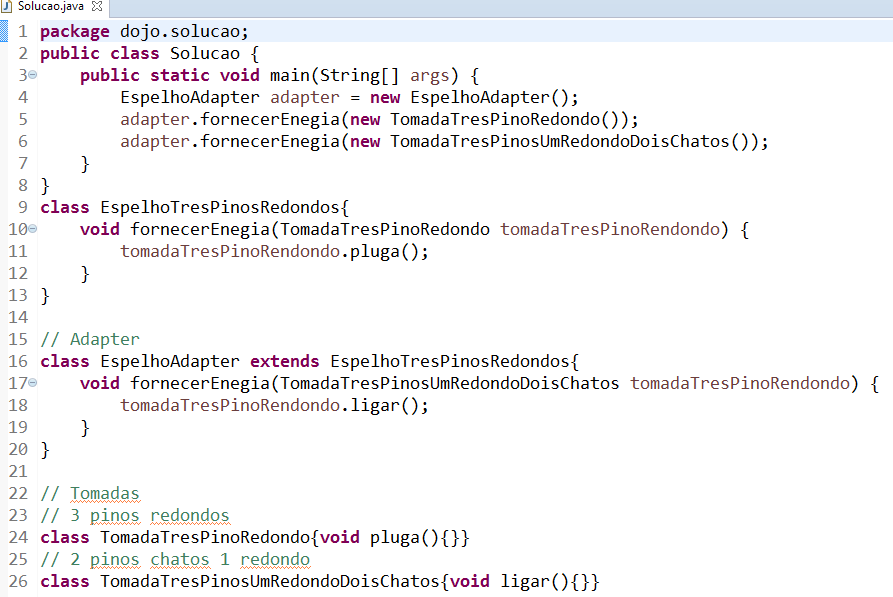 Solucao.java
1 package dojo.solucao;
2 public class Solucao {
3 public static void main(String[] args) {
4 EspelhoAdapter adapter = new EspelhoAdapter();
5 adapter.fornecerEnegia(new TomadaTresPinoRedondo());
6 adapter.fornecerEnegia(new TomadaTresPinosUmRedondoDoisChatos());
7 }
8 }
9 class EspelhoTresPinosRedondos{
10 void fornecerEnegia(TomadaTresPinoRedondo tomadaTresPinoRendondo) {
11 tomadaTresPinoRendondo.pluga();
12 }
13 }
14
15 // Adapter
16 class EspelhoAdapter extends EspelhoTresPinosRedondos{
17 void fornecerEnegia(TomadaTresPinosUmRedondoDoisChatos tomadaTresPinoRendondo) {
18 tomadaTresPinoRendondo.ligar();
19 }
20 }
21
22 // Tomadas
23 // 3 pinos redondos
24 class TomadaTresPinoRedondo{void pluga(){}}
25 // 2 pinos chatos 1 redondo
26 class TomadaTresPinosUmRedondoDoisChatos{void ligar(){}}